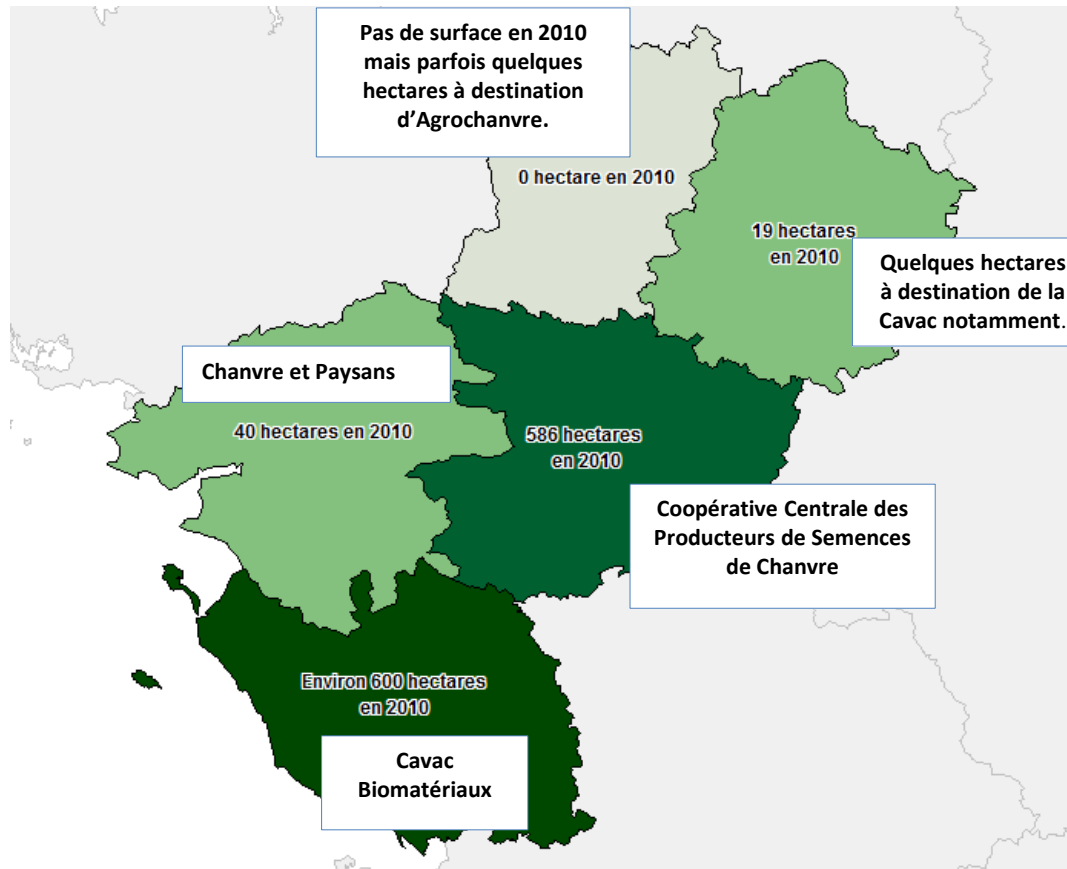 Pas de surface en 2010
mais parfois quelques
hectares à destination
d’Agrochanvre.
0 hectare en 2010
19 hectares
en 2010
Quelques hectares
à destination de la
Cavac notamment.
Chanvre et Paysans
40 hectares en 2010
586 hectares
en 2010
Coopérative Centrale des
Producteurs de Semences
de Chanvre
Environ 600 hectares
en 2010
Cavac
Biomatériaux